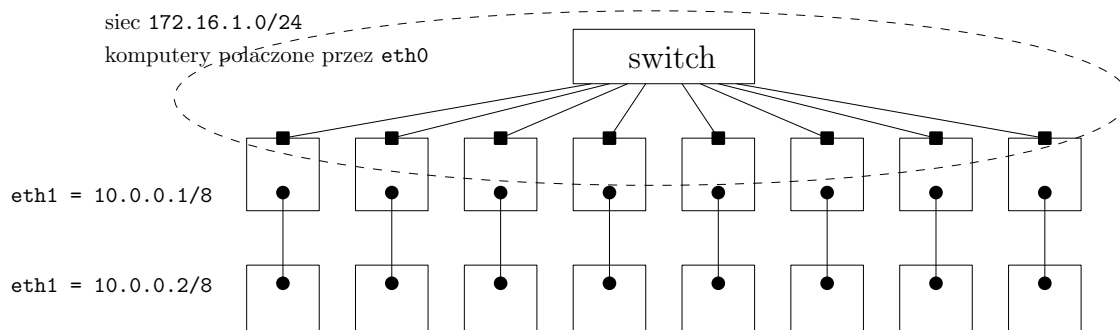 siec 172.16.1.0/24
komputery polaczone przez eth0
switch
eth1 = 10.0.0.1/8
eth1 = 10.0.0.2/8